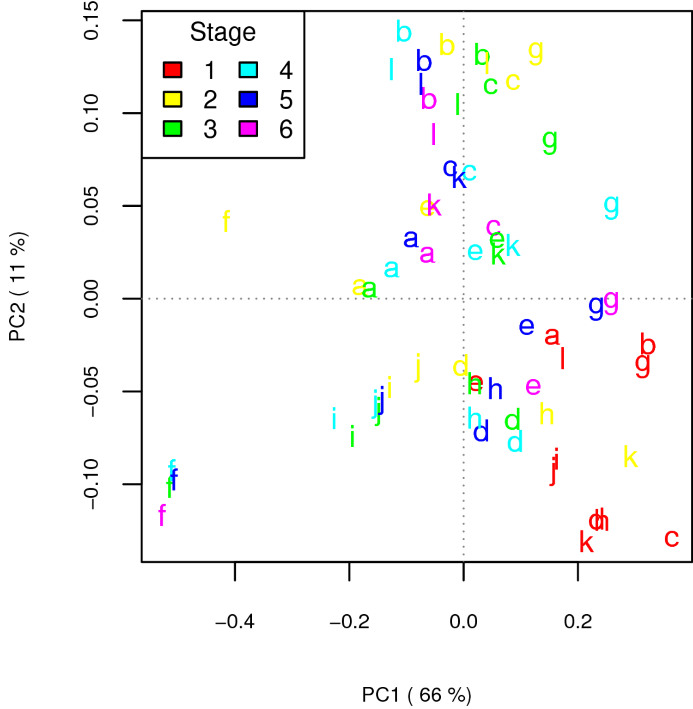 Stage
1 4
2 5
3 6
b
b b b g
l l
b l c c
b l
l
g
c k c
e k c g
a e
a e k k
a
f
a a
g g
e a
b
l
g
j d
i e h h e
i j j i h d h
i d d
k
f f f
i
j
f d h
k c
0.15
0.10
0.05
0.00
−0.05
−0.10
PC2 ( 11 %)
−0.4 −0.2 0.0 0.2
PC1 ( 66 %)